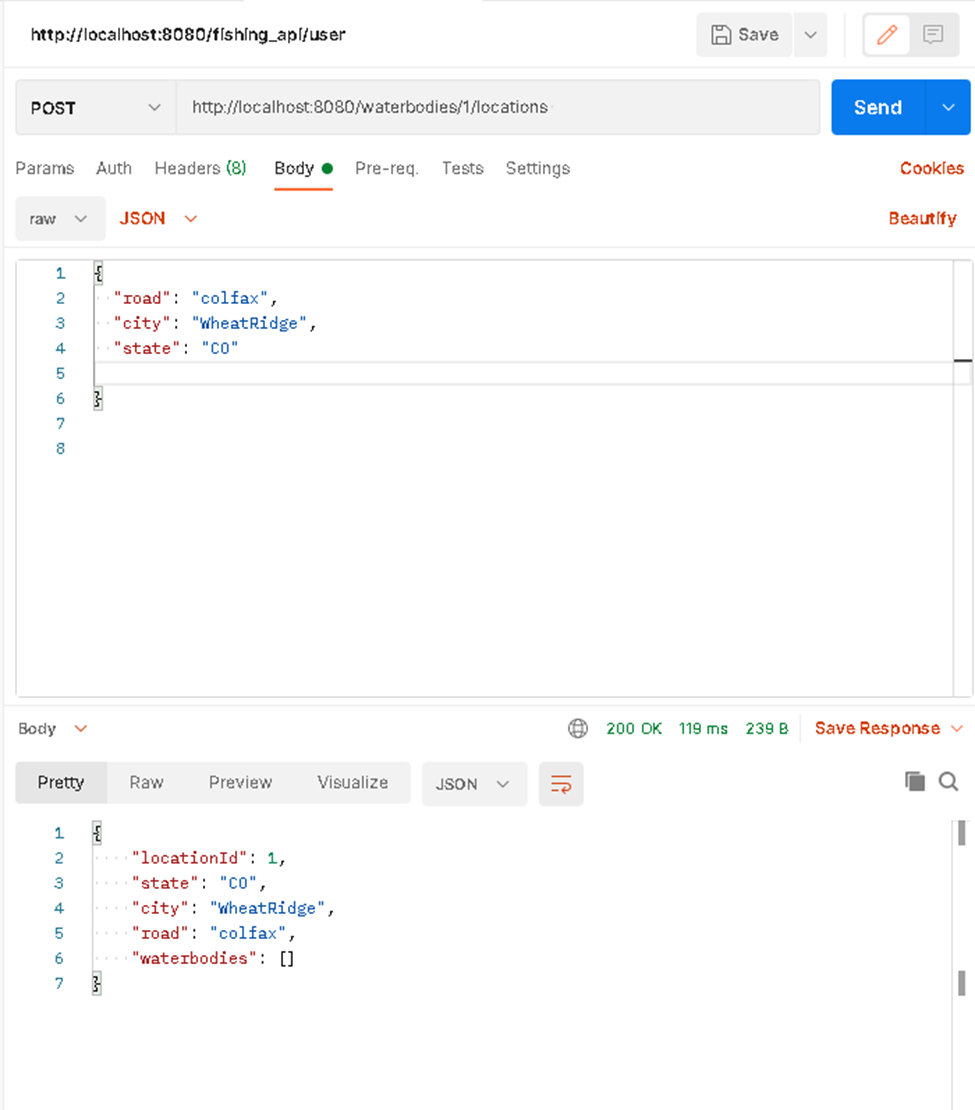 http://localhost:8080/fishing_api/user
Save
POST
http://localhost:8080/waterbodies/1/locations
Send
Params Auth Headers (8) Body Pre-req. Tests Settings Cookies
raw JSON Beautify
1 {
2 "road": "colfax",
3 "city": "WheatRidge",
4 "state": "CO"
5
6 }
7
8
Body 200 OK 119 ms 239 B Save Response
Pretty Raw Preview Visualize JSON
1 {
2 "locationId": 1,
3 "state": "CO",
4 "city": "WheatRidge",
5 "road": "colfax",
6 "waterbodies": []
7 }